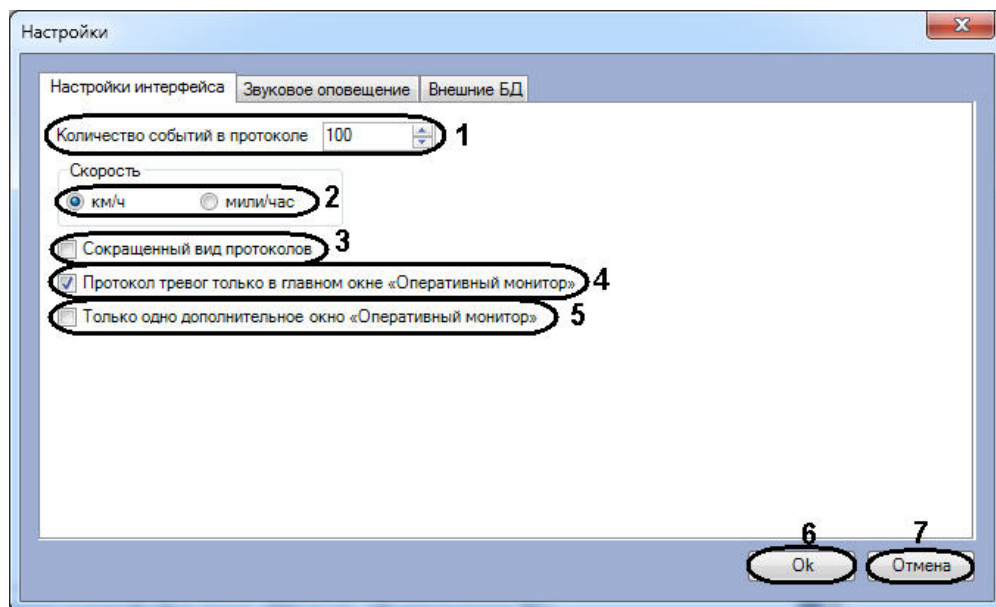 Настройки
Настройки интерфейса Звуковое оповещение Внешние БД
Количество событий в протоколе 100 1
Скорость
км/ч мили/час 2
Сокращенный вид протоколов 3
Протокол тревог только в главном окне «Оперативный монитор» 4
Только одно дополнительное окно «Оперативный монитор» 5
6 7
Ok Отмена